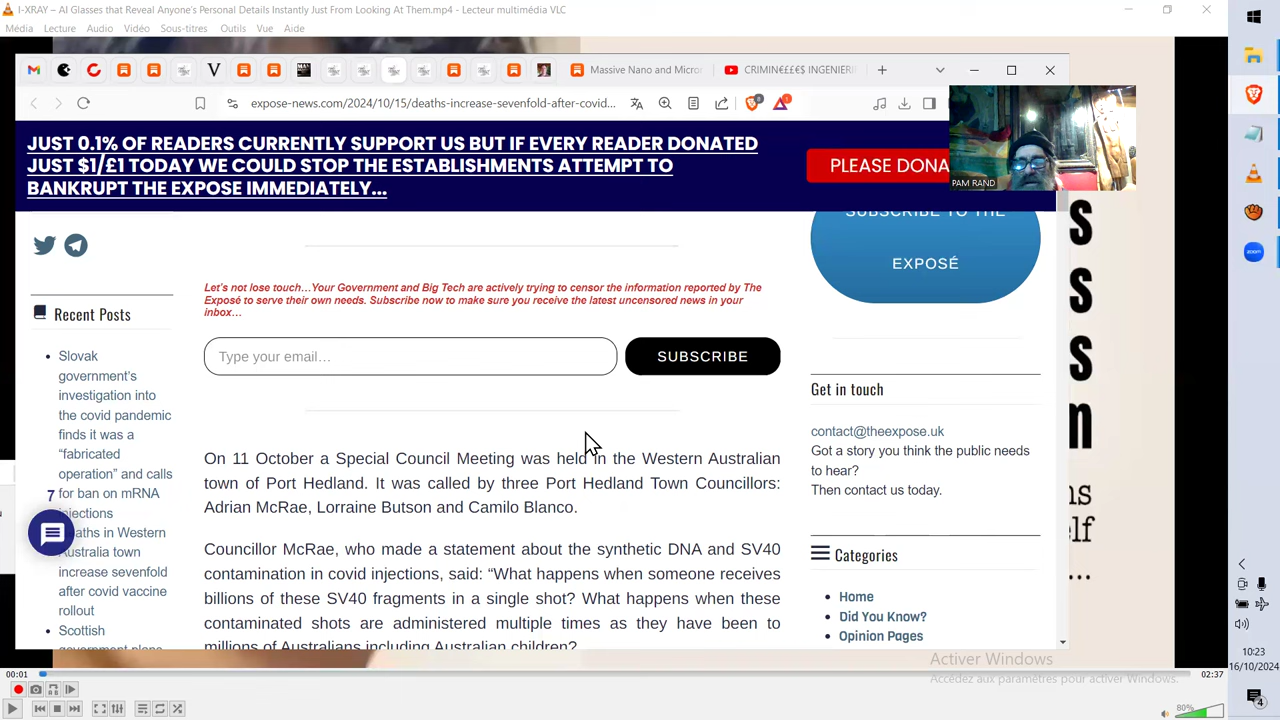 I-XRAY – AI Glasses that Reveal Anyone's Personal Details Instantly Just From Looking At Them.mp4 - Lecteur multimédia VLC
Média Lecture Audio Vidéo Sous-titres Outils Vue Aide
Massive Nano and Micro
CRIMIN€££€$ INGENIERI
expose-news.com/2024/10/15/deaths-increase-sevenfold-after-covid...
JUST 0.1% OF READERS CURRENTLY SUPPORT US BUT IF EVERY READER DONATED
JUST $1/£1 TODAY WE COULD STOP THE ESTABLISHMENTS ATTEMPT TO
BANKRUPT THE EXPOSE IMMEDIATELY...
PLEASE DONA
PAM RAND
SUBSCRIBE TO THE
EXPOSÉ
Let's not lose touch...Your Government and Big Tech are actively trying to censor the information reported by The
Exposé to serve their own needs. Subscribe now to make sure you receive the latest uncensored news in your
inbox...
Type your email...
SUBSCRIBE
Recent Posts
Slovak
government's
investigation into
the covid pandemic
finds it was a
"fabricated
operation" and calls
for ban on mRNA
injections
7
aths in Western
Australia town
increase sevenfold
after covid vaccine
rollout
Scottish
government plans
On 11 October a Special Council Meeting was held in the Western Australian
town of Port Hedland. It was called by three Port Hedland Town Councillors:
Adrian McRae, Lorraine Butson and Camilo Blanco.
Councillor McRae, who made a statement about the synthetic DNA and SV40
contamination in covid injections, said: "What happens when someone receives
billions of these SV40 fragments in a single shot? What happens when these
contaminated shots are administered multiple times as they have been to
millions of Australians including Australian children?
Get in touch
contact@theexpose.uk
Got a story you think the public needs
to hear?
Then contact us today.
Categories
Home
Did You Know?
Opinion Pages
s
s
s
m
ns
elf
...
Activer Windows
Accédez aux paramètres pour activer Windows.
00:01
02:37
80%
zoom
10:23
16/10/2024
4